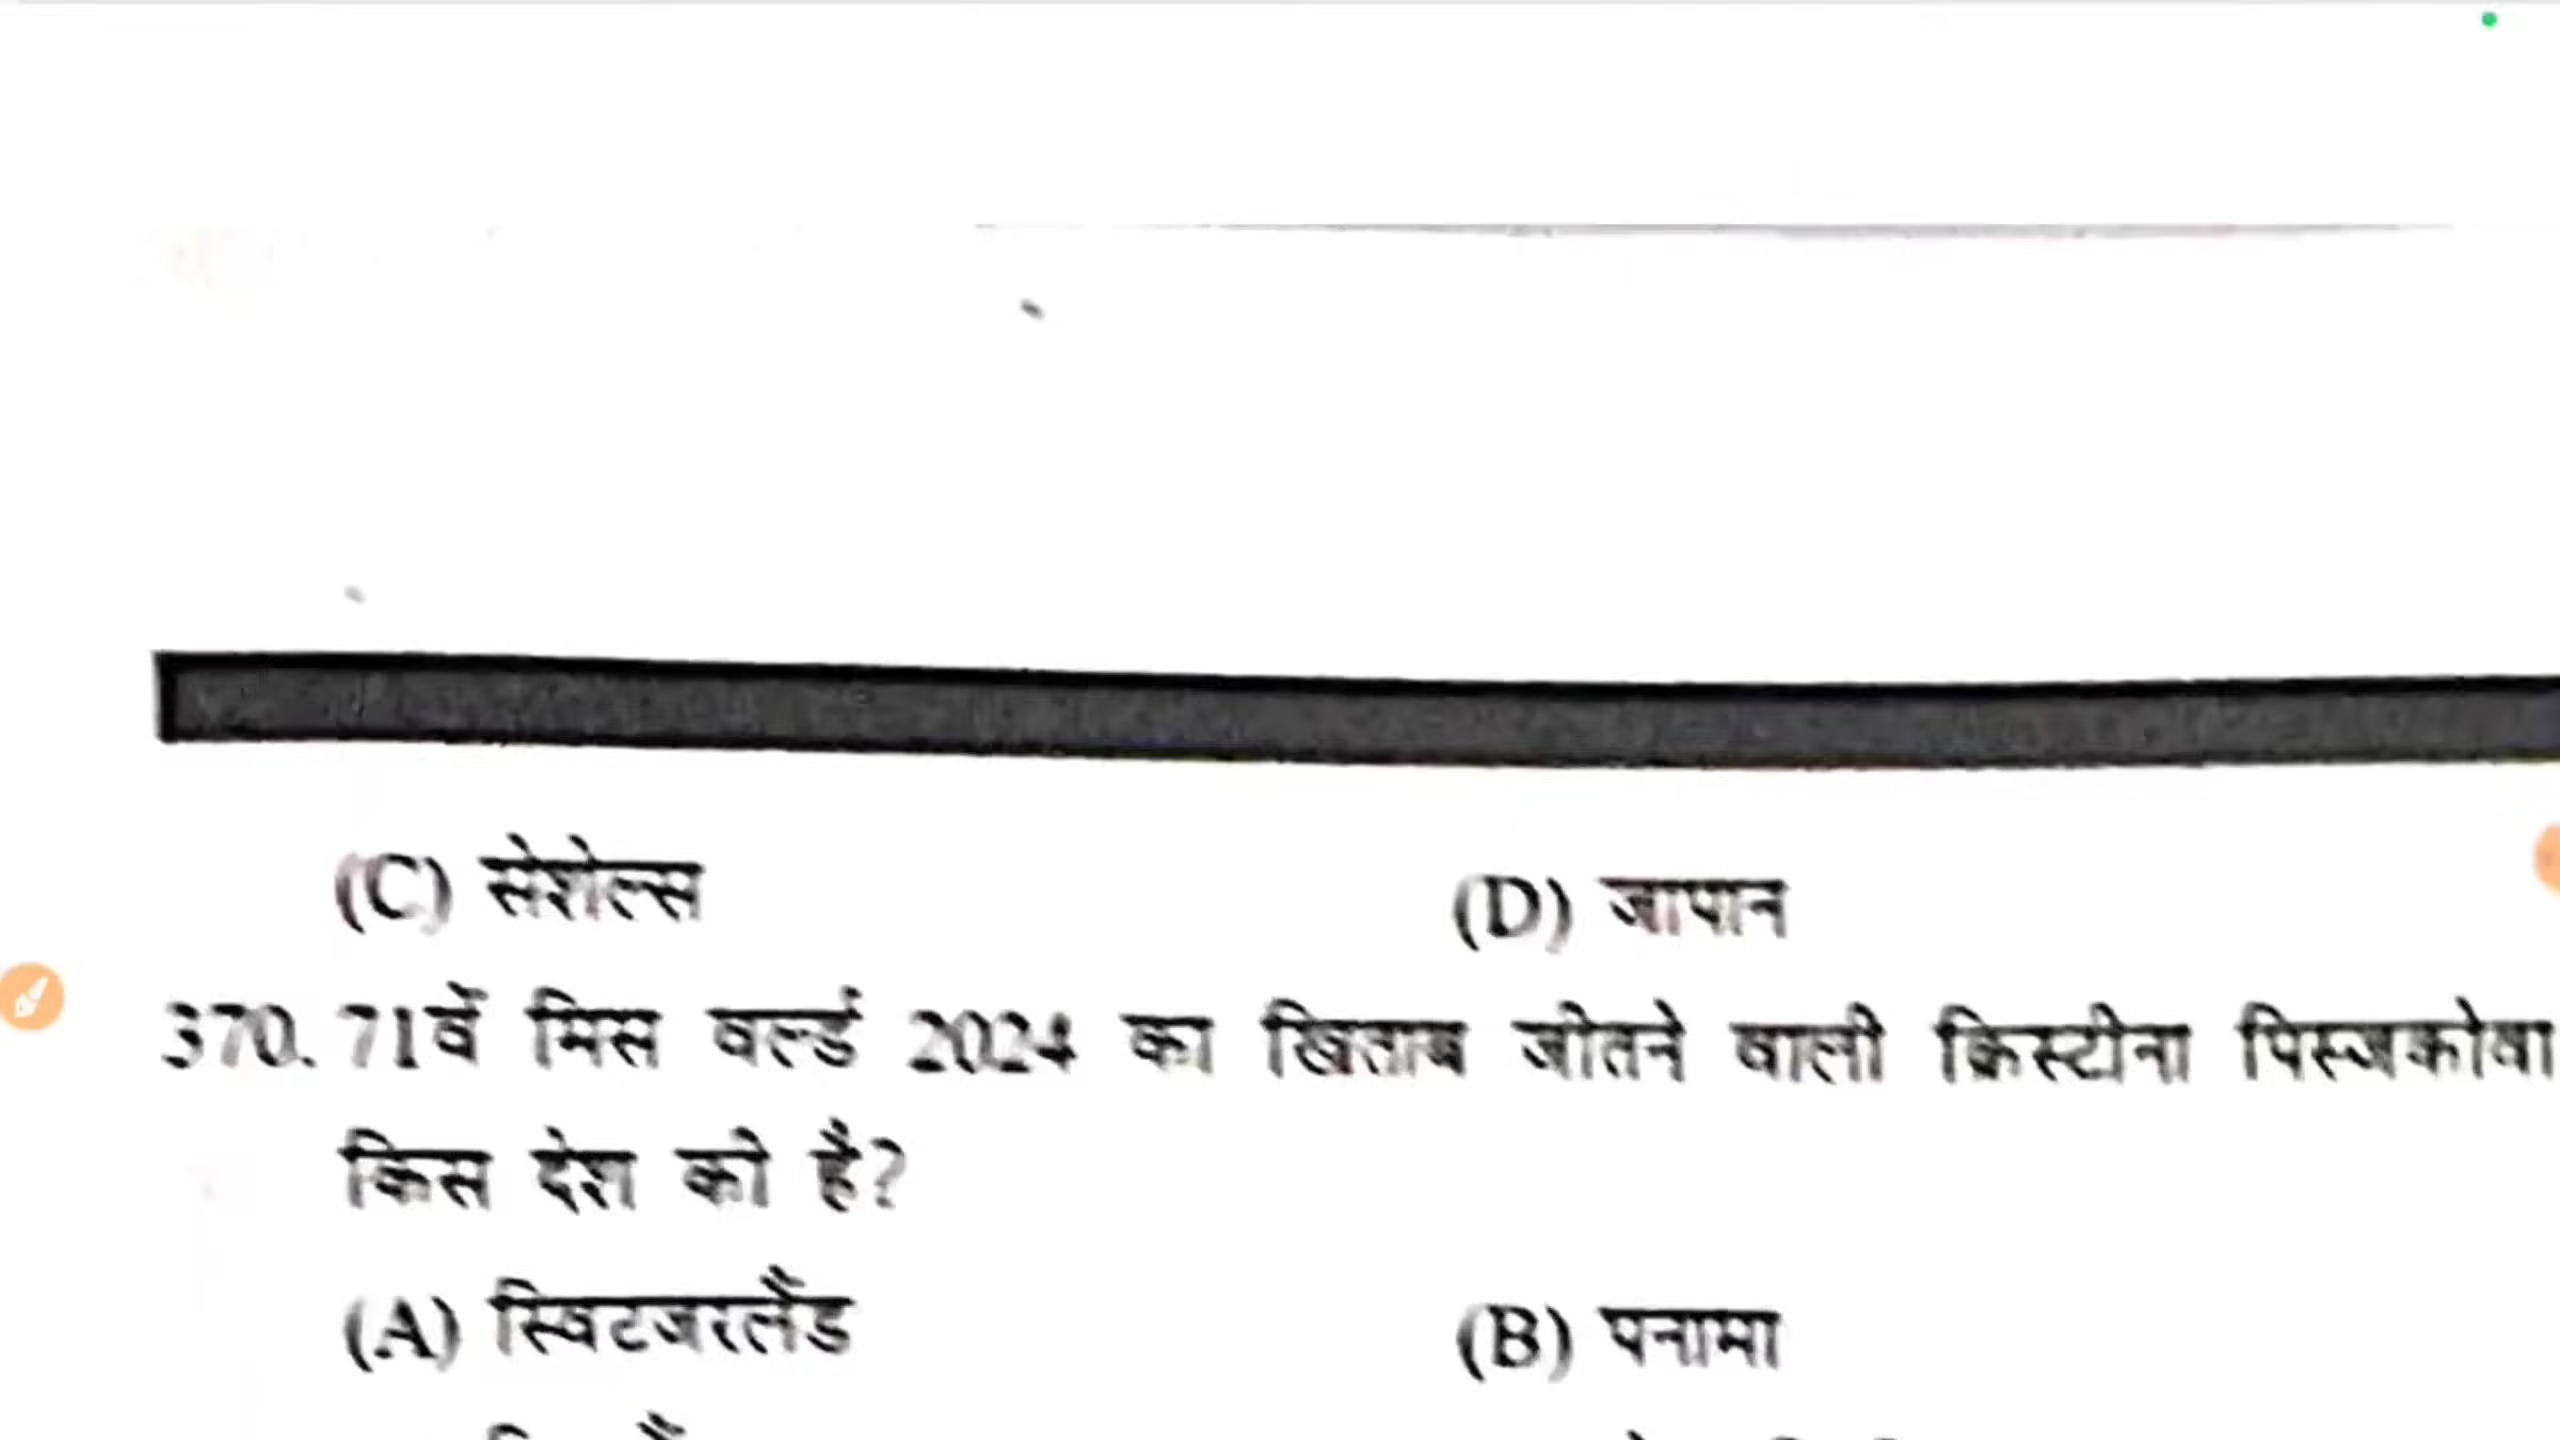 (C) सेशेल्स (D) जापान
370. 71वें मिस वर्ल्ड 2024 का खिताब जीतने वाली क्रिस्टीना पिस्जकोवा
किस देश की है?
(A) स्विटजरलैंड (B) पनामा